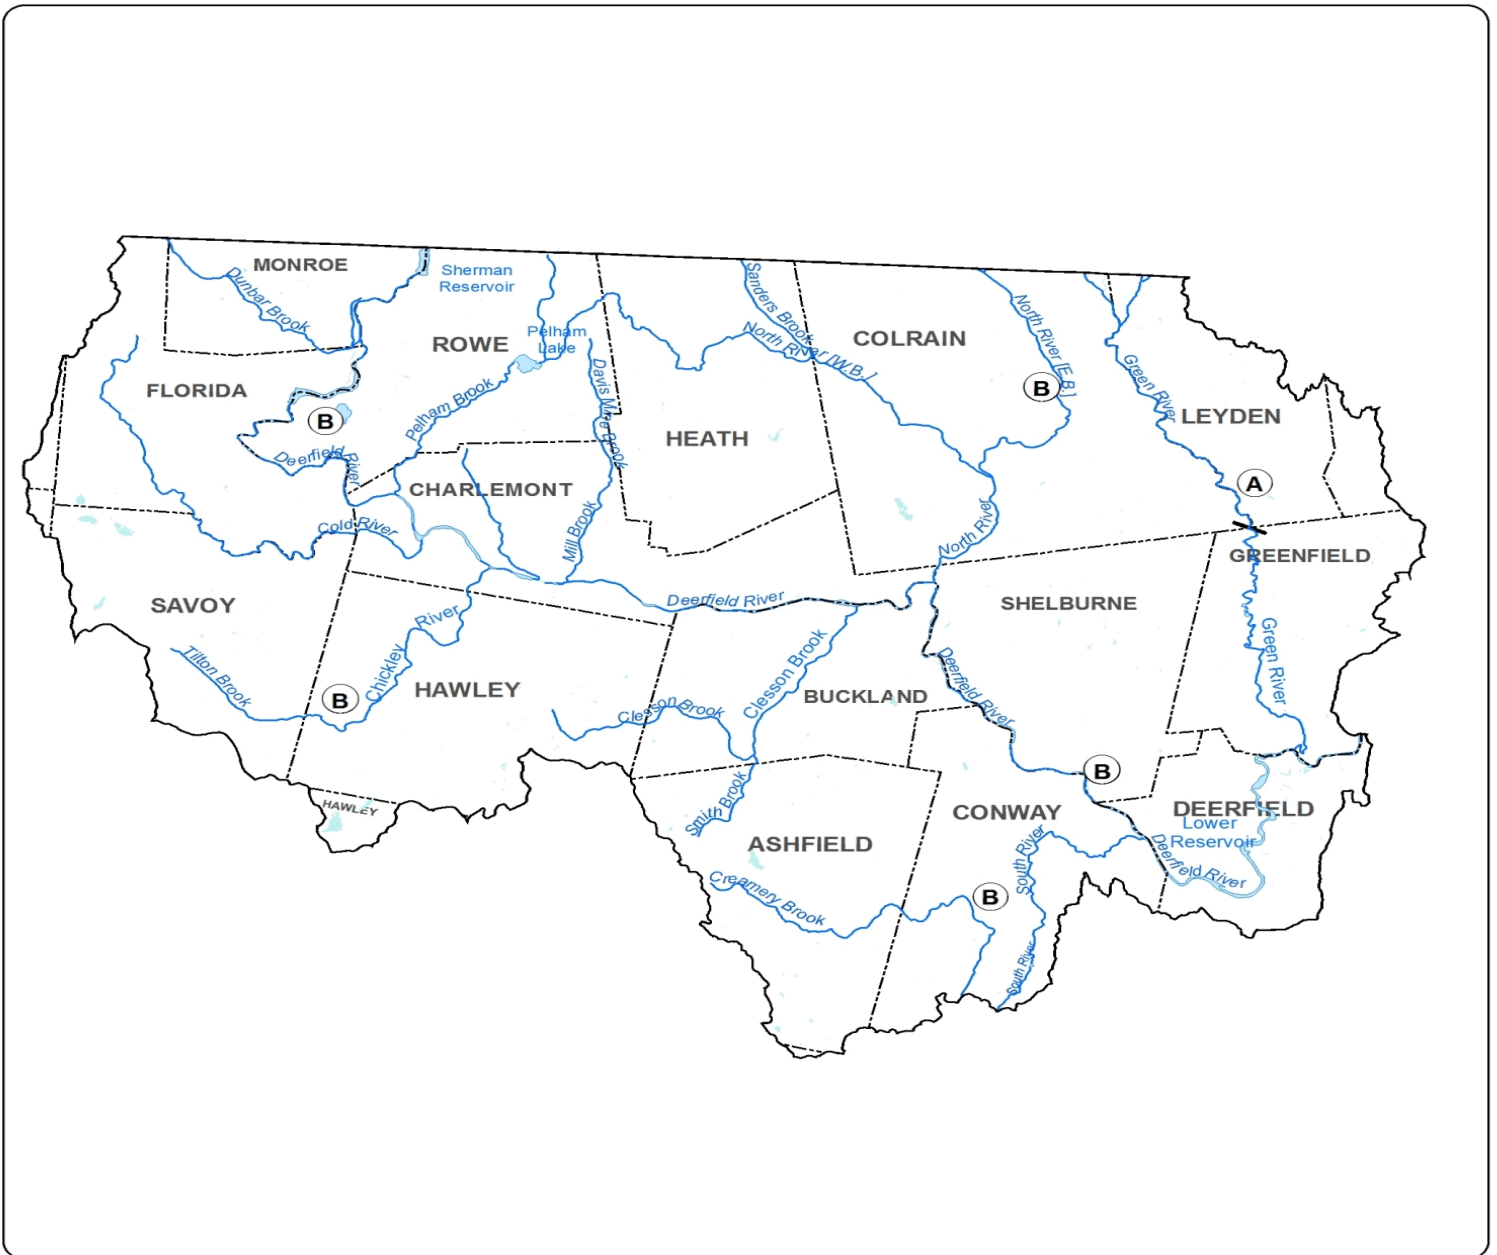 MONROE
Sherman
Reservoir
Dunbar Brook
Sanders Brook
North River [W.B.]
North River [E.B.]
COLRAIN
ROWE
Pelham
Lake
Green River
FLORIDA
B
Pelham Brook
Davis Mine Brook
LEYDEN
B
HEATH
Deerfield River
CHARLEMONT
A
Cold River
Mill Brook
North River
GREENFIELD
SAVOY
Deerfield River
SHELBURNE
River
Chickley
Tilton Brook
B
HAWLEY
Clesson Brook
Clesson Brook
BUCKLAND
Deerfield River
Green River
B
HAWLEY
Smith Brook
ASHFIELD
CONWAY
DEERFIELD
Lower
Reservoir
South River
Deerfield River
Creamery Brook
B
South River